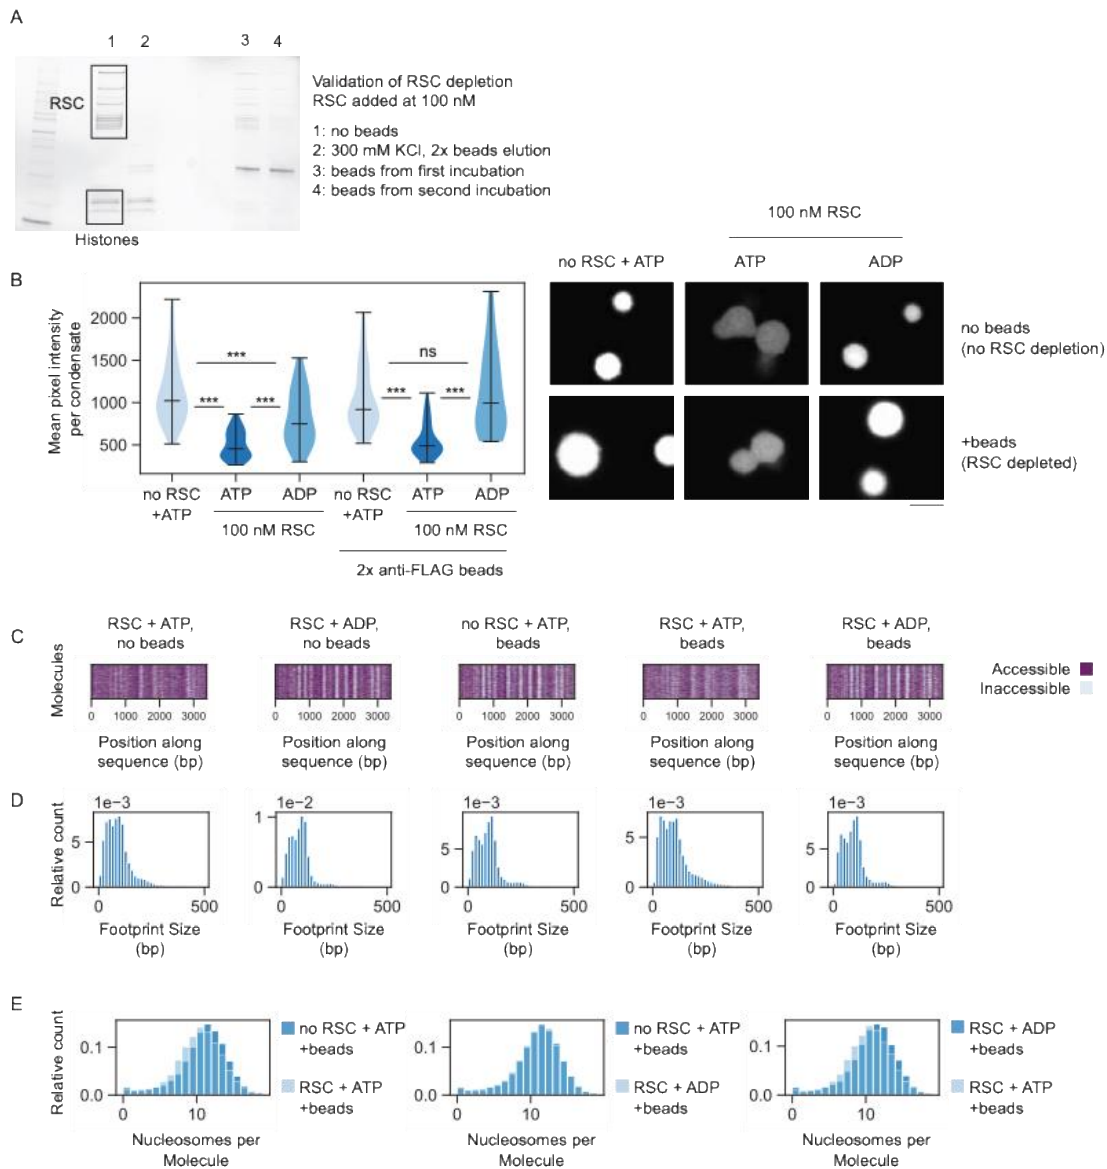 A
1 2 3 4
RSC
Histones
Validation of RSC depletion
RSC added at 100 nM
1: no beads
2: 300 mM KCl, 2x beads elution
3: beads from first incubation
4: beads from second incubation
B
Mean pixel intensity
per condensate
2000
1500
1000
500
*** *** *** ns *** ***
no RSC
+ATP
ATP
ADP
100 nM RSC
no RSC
+ATP
ATP
ADP
100 nM RSC
2x anti-FLAG beads
100 nM RSC
no RSC + ATP
ATP
ADP
no beads
(no RSC depletion)
+beads
(RSC depleted)
C
Molecules
RSC + ATP,
no beads
RSC + ADP,
no beads
no RSC + ATP,
beads
RSC + ATP,
beads
RSC + ADP,
beads
Accessible
Inaccessible
0 1000 2000 3000
0 1000 2000 3000
0 1000 2000 3000
0 1000 2000 3000
0 1000 2000 3000
Position along
sequence (bp)
Position along
sequence (bp)
Position along
sequence (bp)
Position along
sequence (bp)
Position along
sequence (bp)
D
Relative count
1e−3
5
0
0 500
Footprint Size
(bp)
1e−2
1
0
0 500
Footprint Size
(bp)
1e−3
5
0
0 500
Footprint Size
(bp)
1e−3
5
0
0 500
Footprint Size
(bp)
1e−3
5
0
0 500
Footprint Size
(bp)
E
Relative count
0.1
0.0
0 10
Nucleosomes per
Molecule
no RSC + ATP
+beads
RSC + ATP
+beads
0.1
0.0
0 10
Nucleosomes per
Molecule
no RSC + ATP
+beads
RSC + ADP
+beads
0.1
0.0
0 10
Nucleosomes per
Molecule
RSC + ADP
+beads
RSC + ATP
+beads